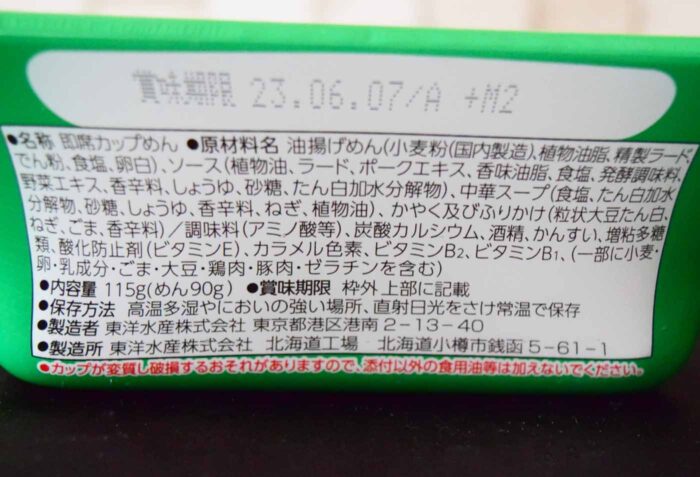 賞味期限 23.06.07/A +M2
●名称 即席カップめん ●原材料名 油揚げめん(小麦粉(国内製造)、植物油脂、精製ラード、
でん粉、食塩、卵白)、ソース(植物油、ラード、ポークエキス、香味油脂、食塩、発酵調味料、
野菜エキス、香辛料、しょうゆ、砂糖、たん白加水分解物)、中華スープ(食塩、たん白加水
分解物、砂糖、しょうゆ、香辛料、ねぎ、植物油)、かやく及びふりかけ(粒状大豆たん白、
ねぎ、ごま、香辛料)／調味料(アミノ酸等)、炭酸カルシウム、酒精、かんすい、増粘多糖
類、酸化防止剤(ビタミンE)、カラメル色素、ビタミンB2、ビタミンB1、(一部に小麦・
卵・乳成分・ごま・大豆・鶏肉・豚肉・ゼラチンを含む)
●内容量 115g(めん90g) ●賞味期限 枠外上部に記載
●保存方法 高温多湿やにおいの強い場所、直射日光をさけ常温で保存
●製造者 東洋水産株式会社 東京都港区港南2-13-40
●製造所 東洋水産株式会社 北海道工場 北海道小樽市銭函5-61-1
●カップが変質し破損するおそれがありますので、添付以外の食用油等は加えないでください。